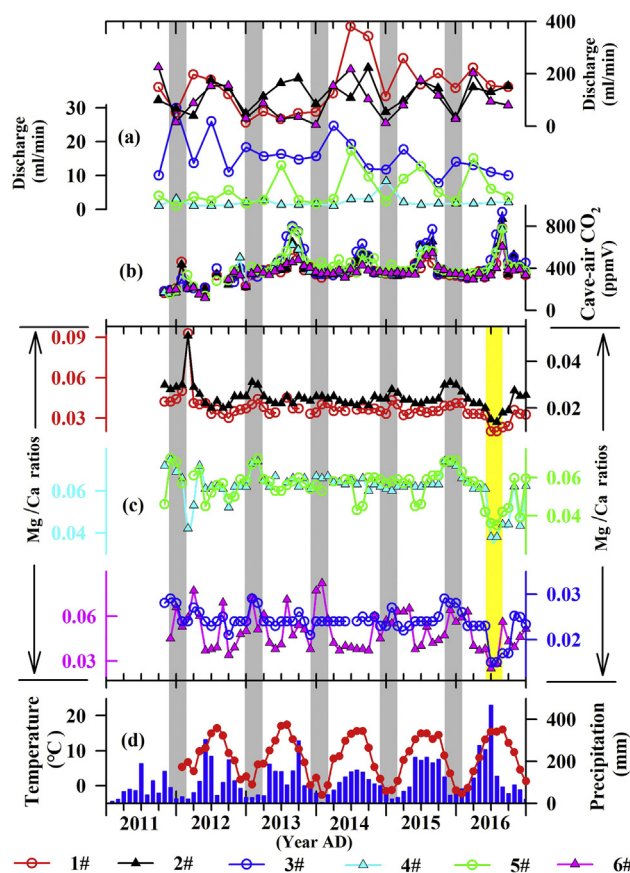 400
200
0
Discharge
(ml/min)
30
20
10
0
Discharge
(ml/min)
(a)
800
400
0
Cave-air CO2
(ppmV)
(b)
0.09
0.06
0.03
0.04
0.02
Mg/Ca ratios
Mg/Ca ratios
(c)
0.06
0.04
0.06
0.04
0.06
0.03
0.03
0.02
20
10
0
Temperature
(℃)
(d)
400
200
0
Precipitation
(mm)
2011 2012 2013 2014 2015 2016
(Year AD)
1# 2# 3# 4# 5# 6#